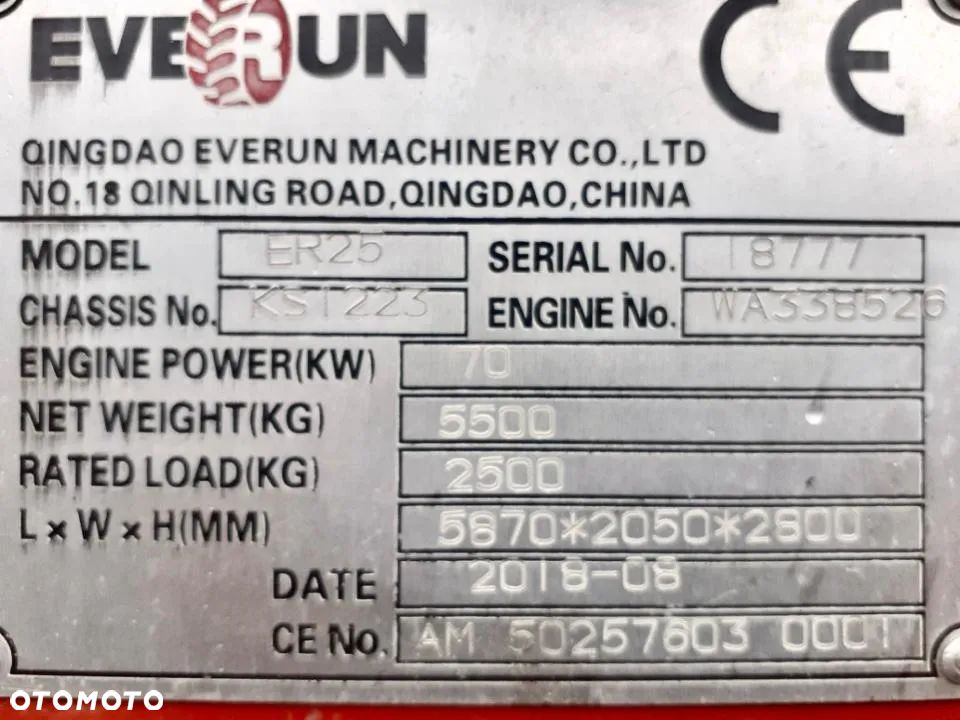 EVERUN CE
QINGDAO EVERUN MACHINERY CO.,LTD
NO.18 QINLING ROAD,QINGDAO,CHINA
MODEL ER25 SERIAL No. 18777
CHASSIS No. KST223 ENGINE No. WA338526
ENGINE POWER(KW) 70
NET WEIGHT(KG) 5500
RATED LOAD(KG) 2500
L×W×H(MM) 5870*2050*2800
DATE 2018-08
CE No. AM 50257603 0001
OTOMOTO